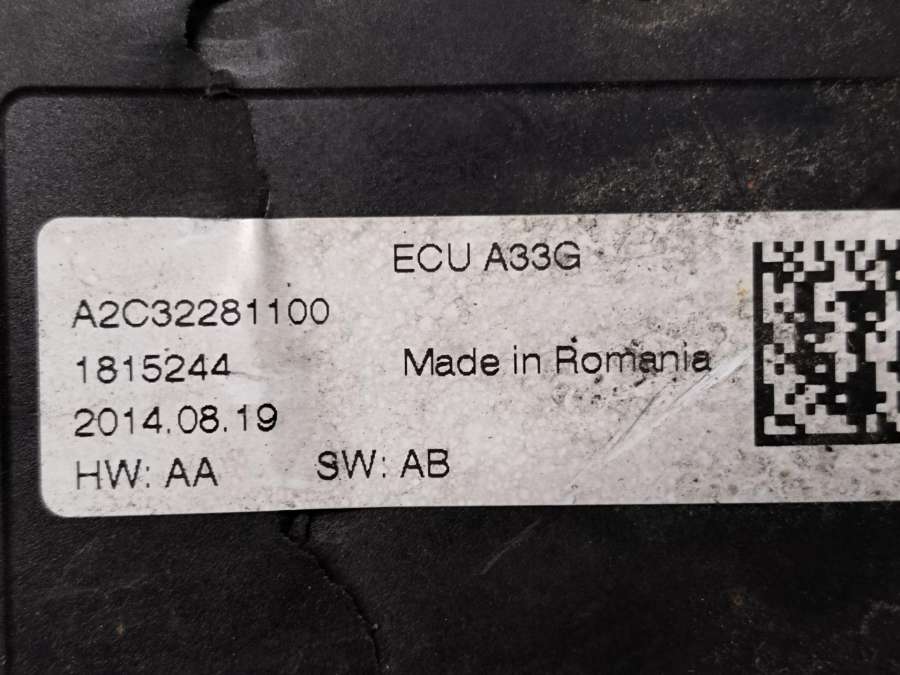 ECU A33G
A2C32281100
1815244
Made in Romania
2014.08.19
HW: AA SW: AB